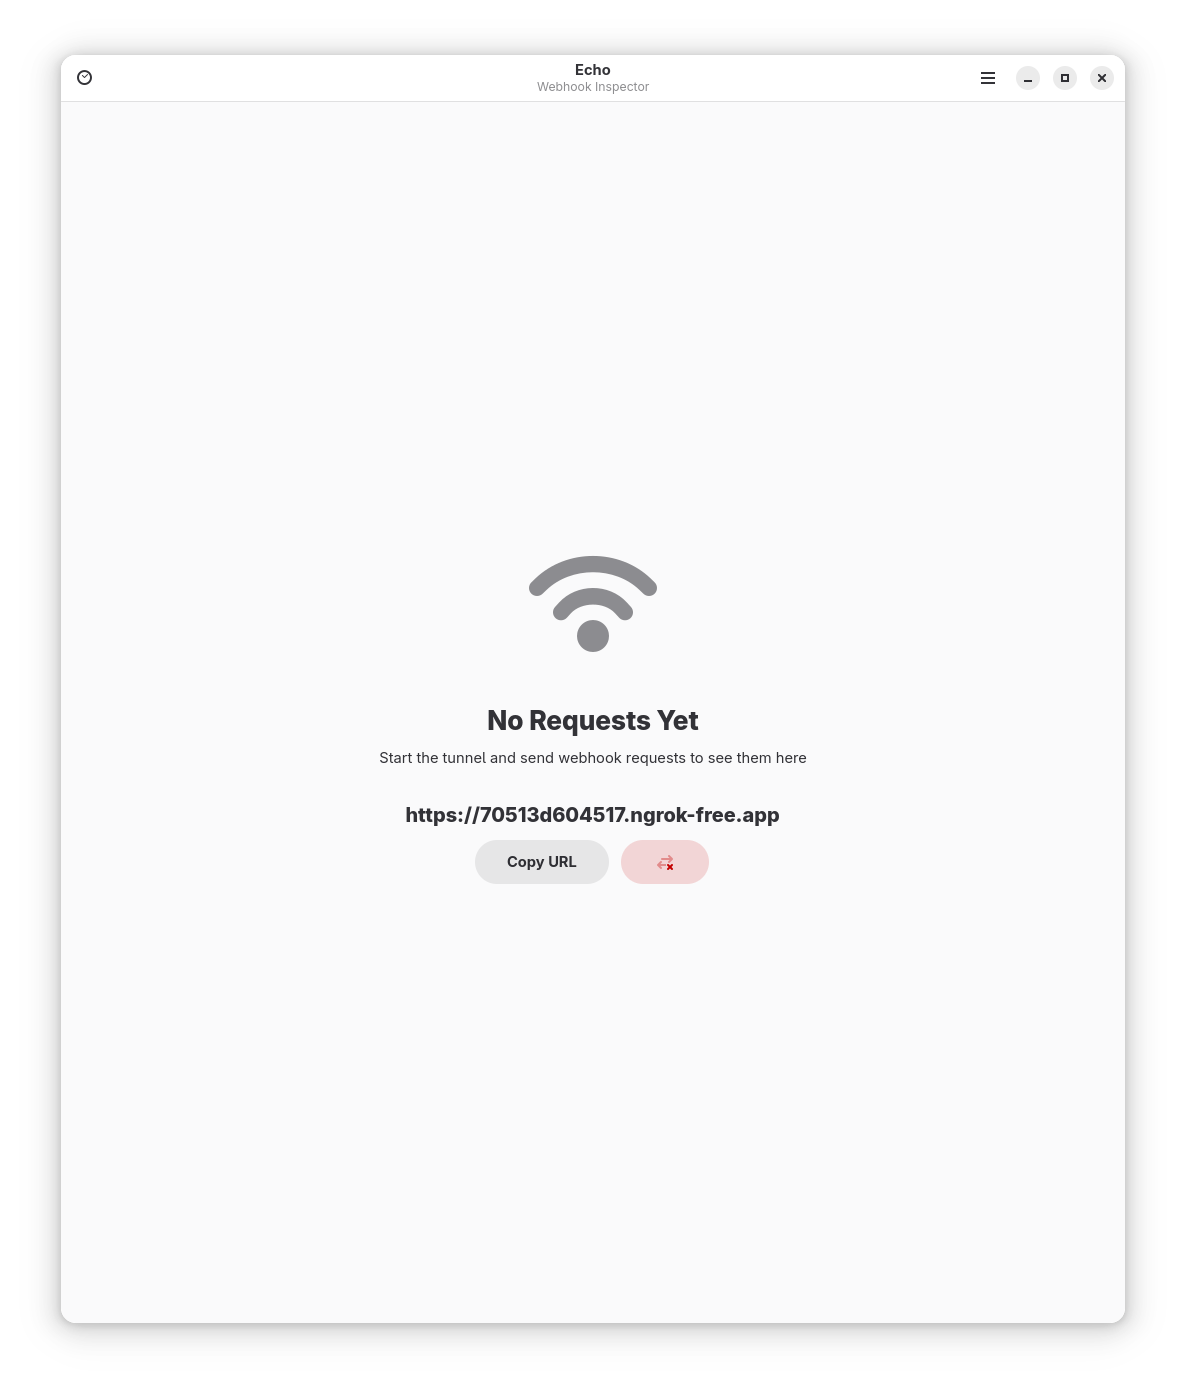 Echo
Webhook Inspector
No Requests Yet
Start the tunnel and send webhook requests to see them here
https://70513d604517.ngrok-free.app
Copy URL